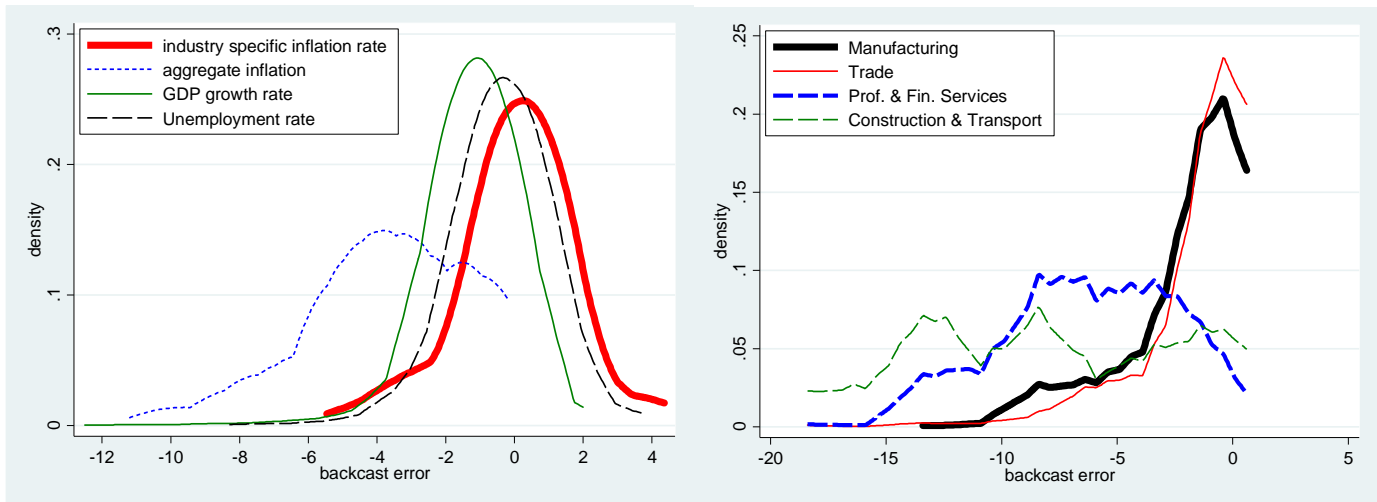 industry specific inflation rate
aggregate inflation
GDP growth rate
Unemployment rate
density
0 .1 .2 .3
-12 -10 -8 -6 -4 -2 0 2 4
backcast error
Manufacturing
Trade
Prof. & Fin. Services
Construction & Transport
density
0 .05 .1 .15 .2 .25
-20 -15 -10 -5 0 5
backcast error